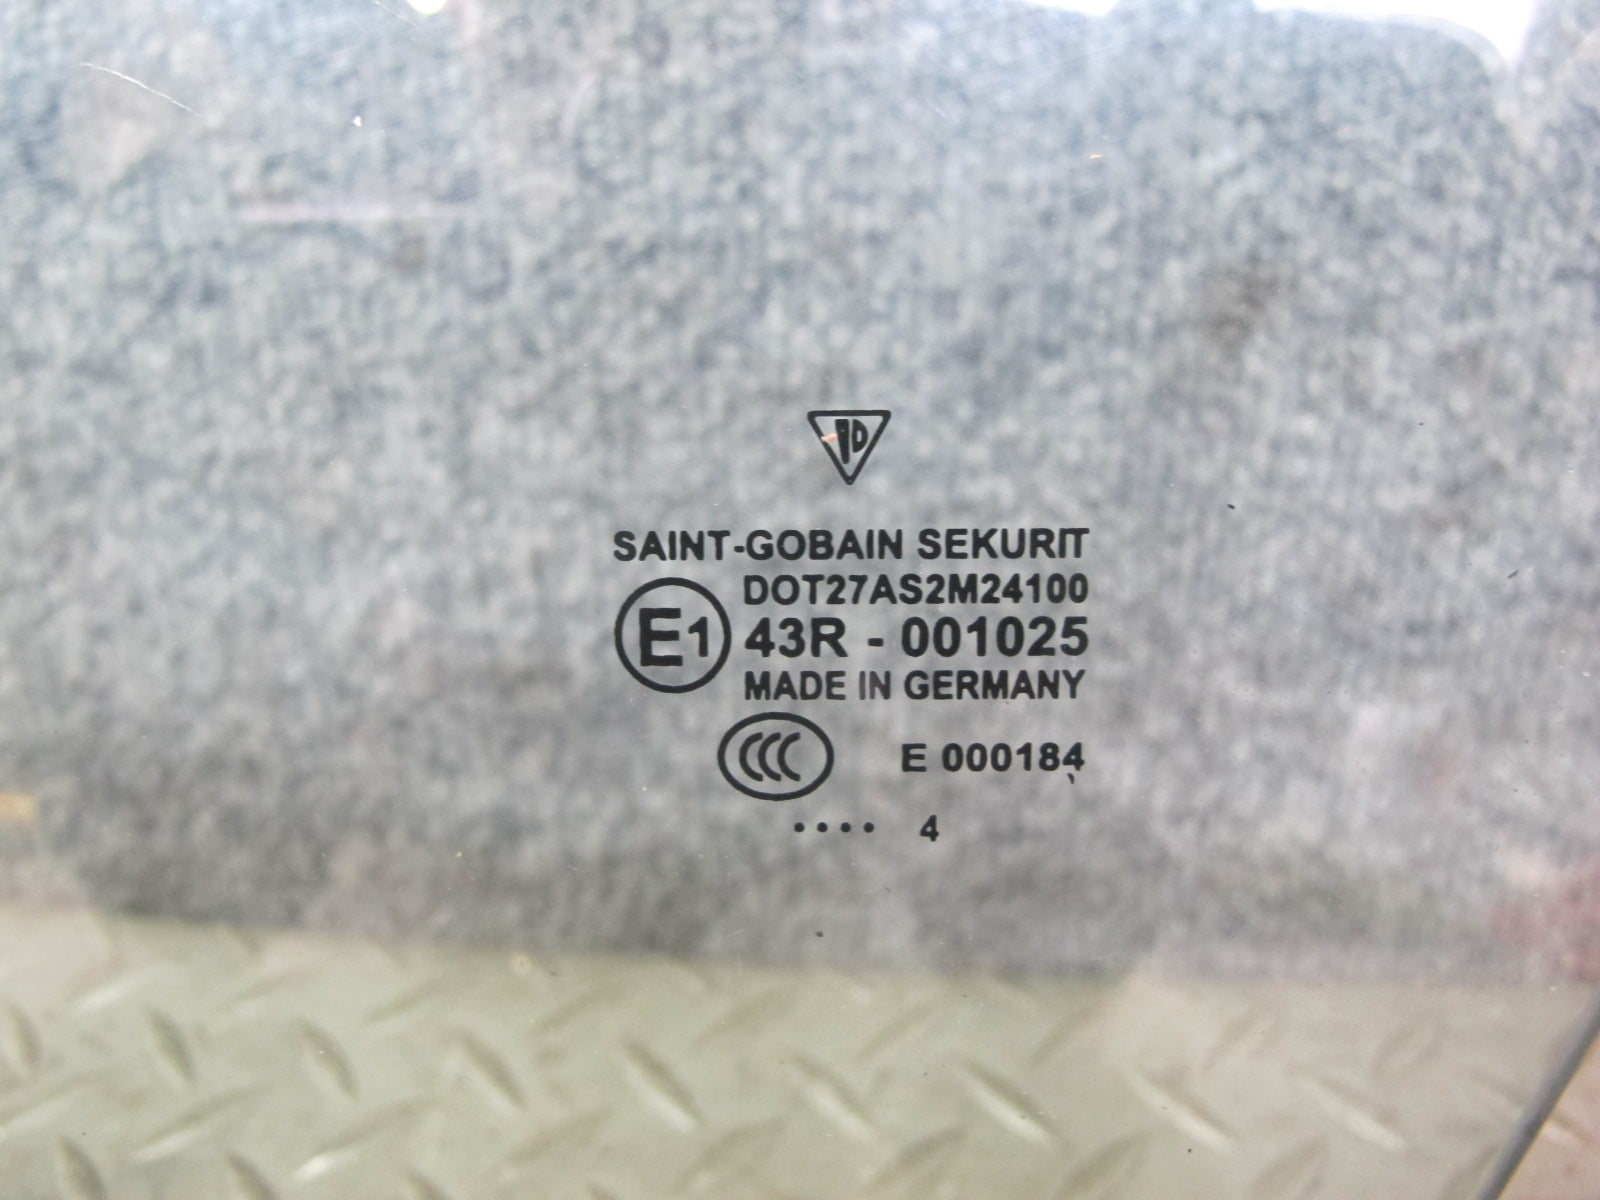 SAINT-GOBAIN SEKURIT
DOT27AS2M24100
E1 43R - 001025
MADE IN GERMANY
CCC E 000184
.... 4